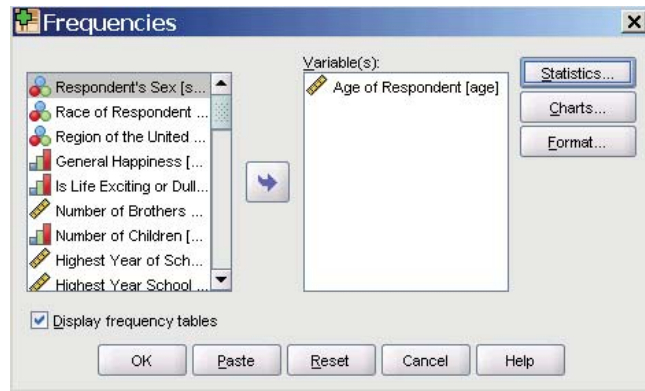 Frequencies
Respondent's Sex [s...
Race of Respondent ...
Region of the United ...
General Happiness [...
Is Life Exciting or Dull...
Number of Brothers ...
Number of Children [...
Highest Year of Sch...
Highest Year School ...
Variable(s):
Age of Respondent [age]
Statistics...
Charts...
Format...
Display frequency tables
OK
Paste
Reset
Cancel
Help